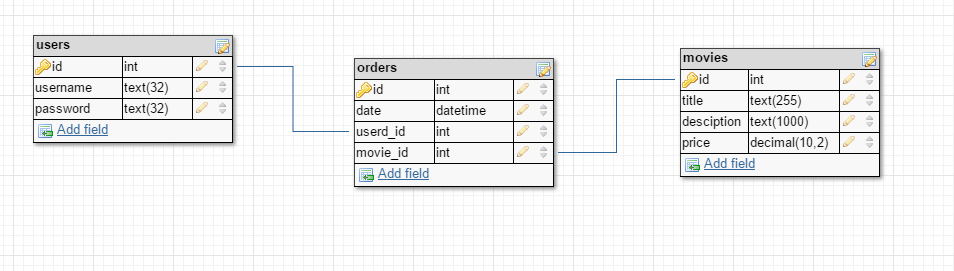 users
id int
username text(32)
password text(32)
Add field
orders
id int
date datetime
userd_id int
movie_id int
Add field
movies
id int
title text(255)
desciption text(1000)
price decimal(10,2)
Add field